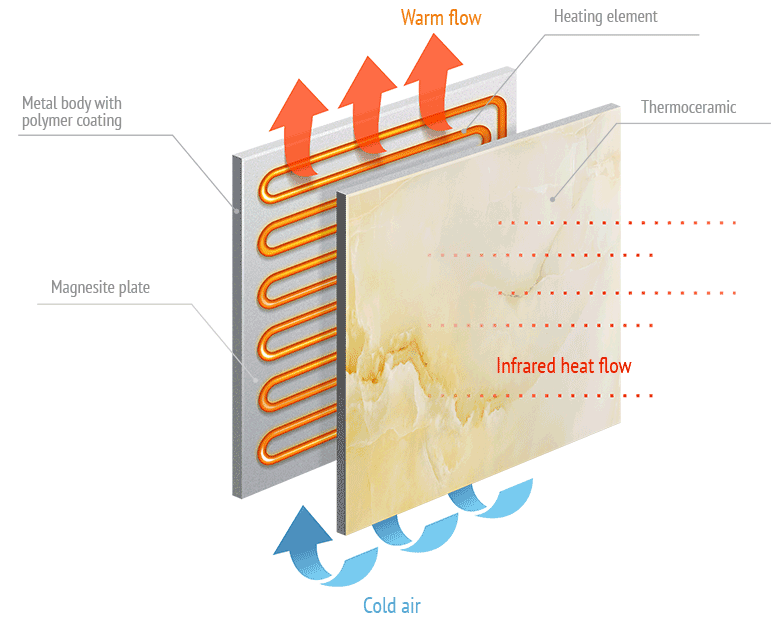 Warm flow
Heating element
Metal body with
polymer coating
Thermoceramic
Magnesite plate
Infrared heat flow
Cold air